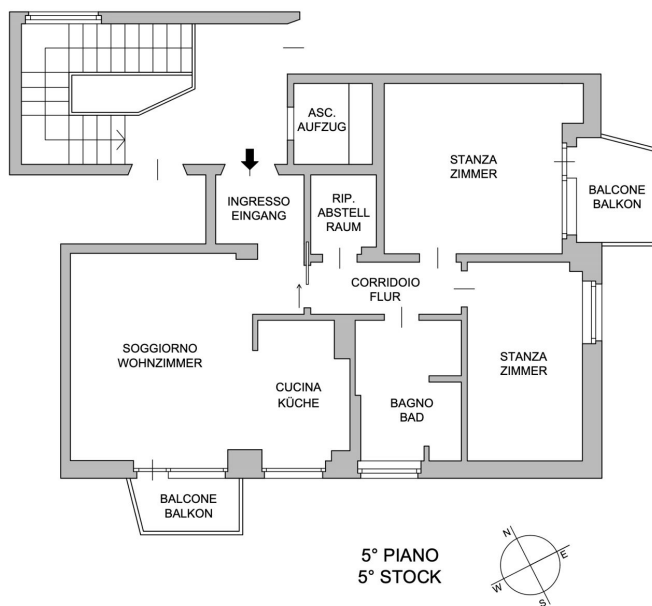 ASC.
AUFZUG
STANZA
ZIMMER
BALCONE
BALKON
INGRESSO
EINGANG
RIP.
ABSTELL
RAUM
CORRIDOIO
FLUR
SOGGIORNO
WOHNZIMMER
STANZA
ZIMMER
CUCINA
KÜCHE
BAGNO
BAD
BALCONE
BALKON
5° PIANO
5° STOCK
N
E
W
S